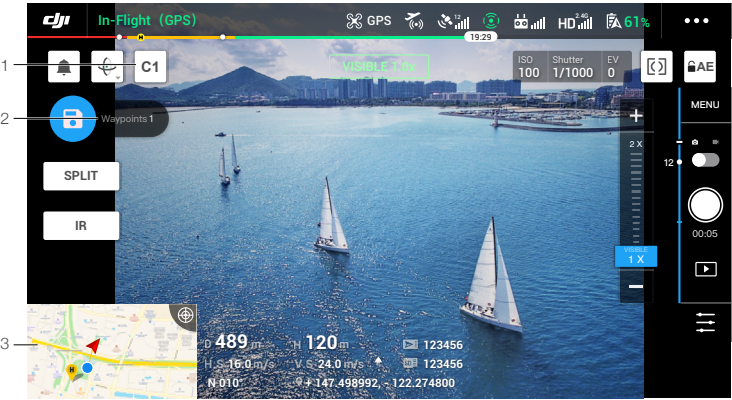 dji In-Flight (GPS) GPS 12 HD 2.4G 61%
H 19:29
1 C1 VISIBLE 1.0x ISO 100 Shutter 1/1000 EV 0 AE
2 Waypoints 1 MENU
2 X
12
SPLIT
IR
00:05
VISIBLE
1 X
3 H
D 489 m H 120 m 123456
H.S 16.0 m/s V.S 24.0 m/s 123456
N 010° + 147.498992, - 122.274800